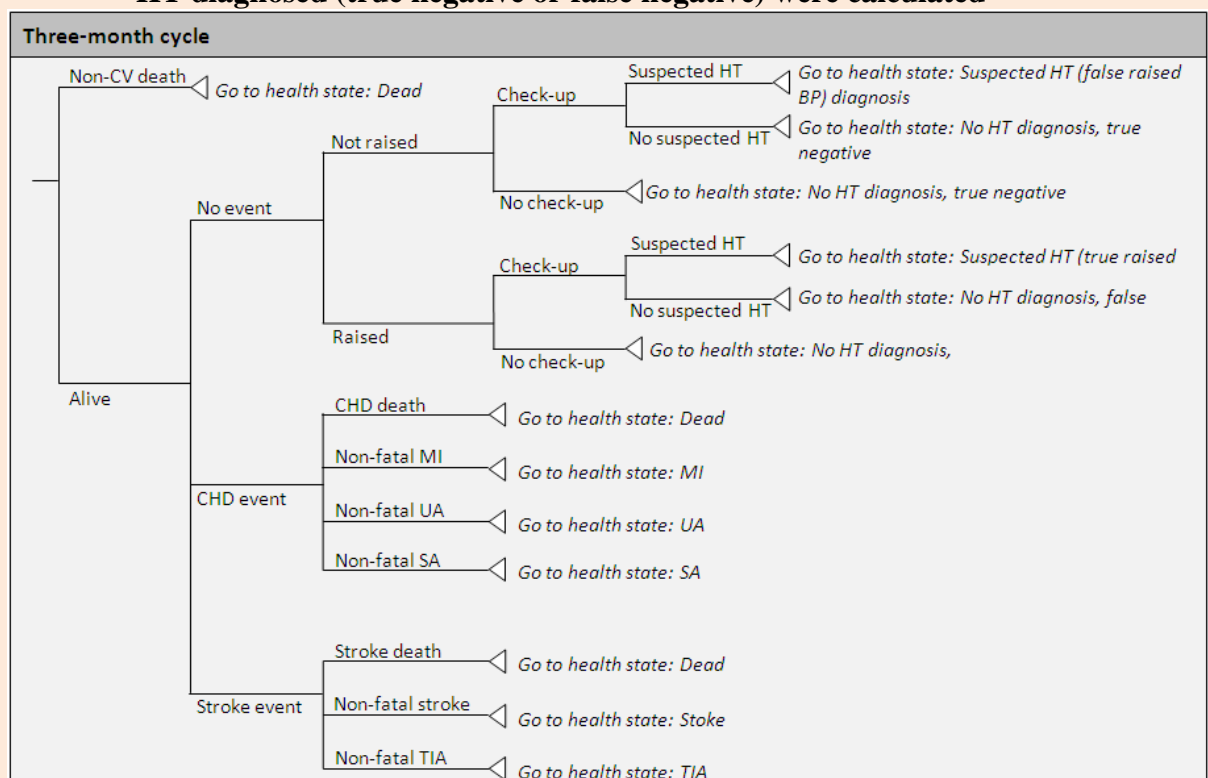 HT diagnosed (true negative or false negative) were calculated
Three-month cycle
Non-CV death
Go to health state: Dead
Suspected HT
Go to health state: Suspected HT (false raised
BP) diagnosis
Check-up
No suspected HT
Go to health state: No HT diagnosis, true
negative
Not raised
No check-up
Go to health state: No HT diagnosis, true negative
No event
Suspected HT
Go to health state: Suspected HT (true raised
Check-up
No suspected HT
Go to health state: No HT diagnosis, false
Raised
No check-up
Go to health state: No HT diagnosis,
Alive
CHD death
Go to health state: Dead
Non-fatal MI
Go to health state: MI
CHD event
Non-fatal UA
Go to health state: UA
Non-fatal SA
Go to health state: SA
Stroke death
Go to health state: Dead
Stroke event
Non-fatal stroke
Go to health state: Stoke
Non-fatal TIA
Go to health state: TIA